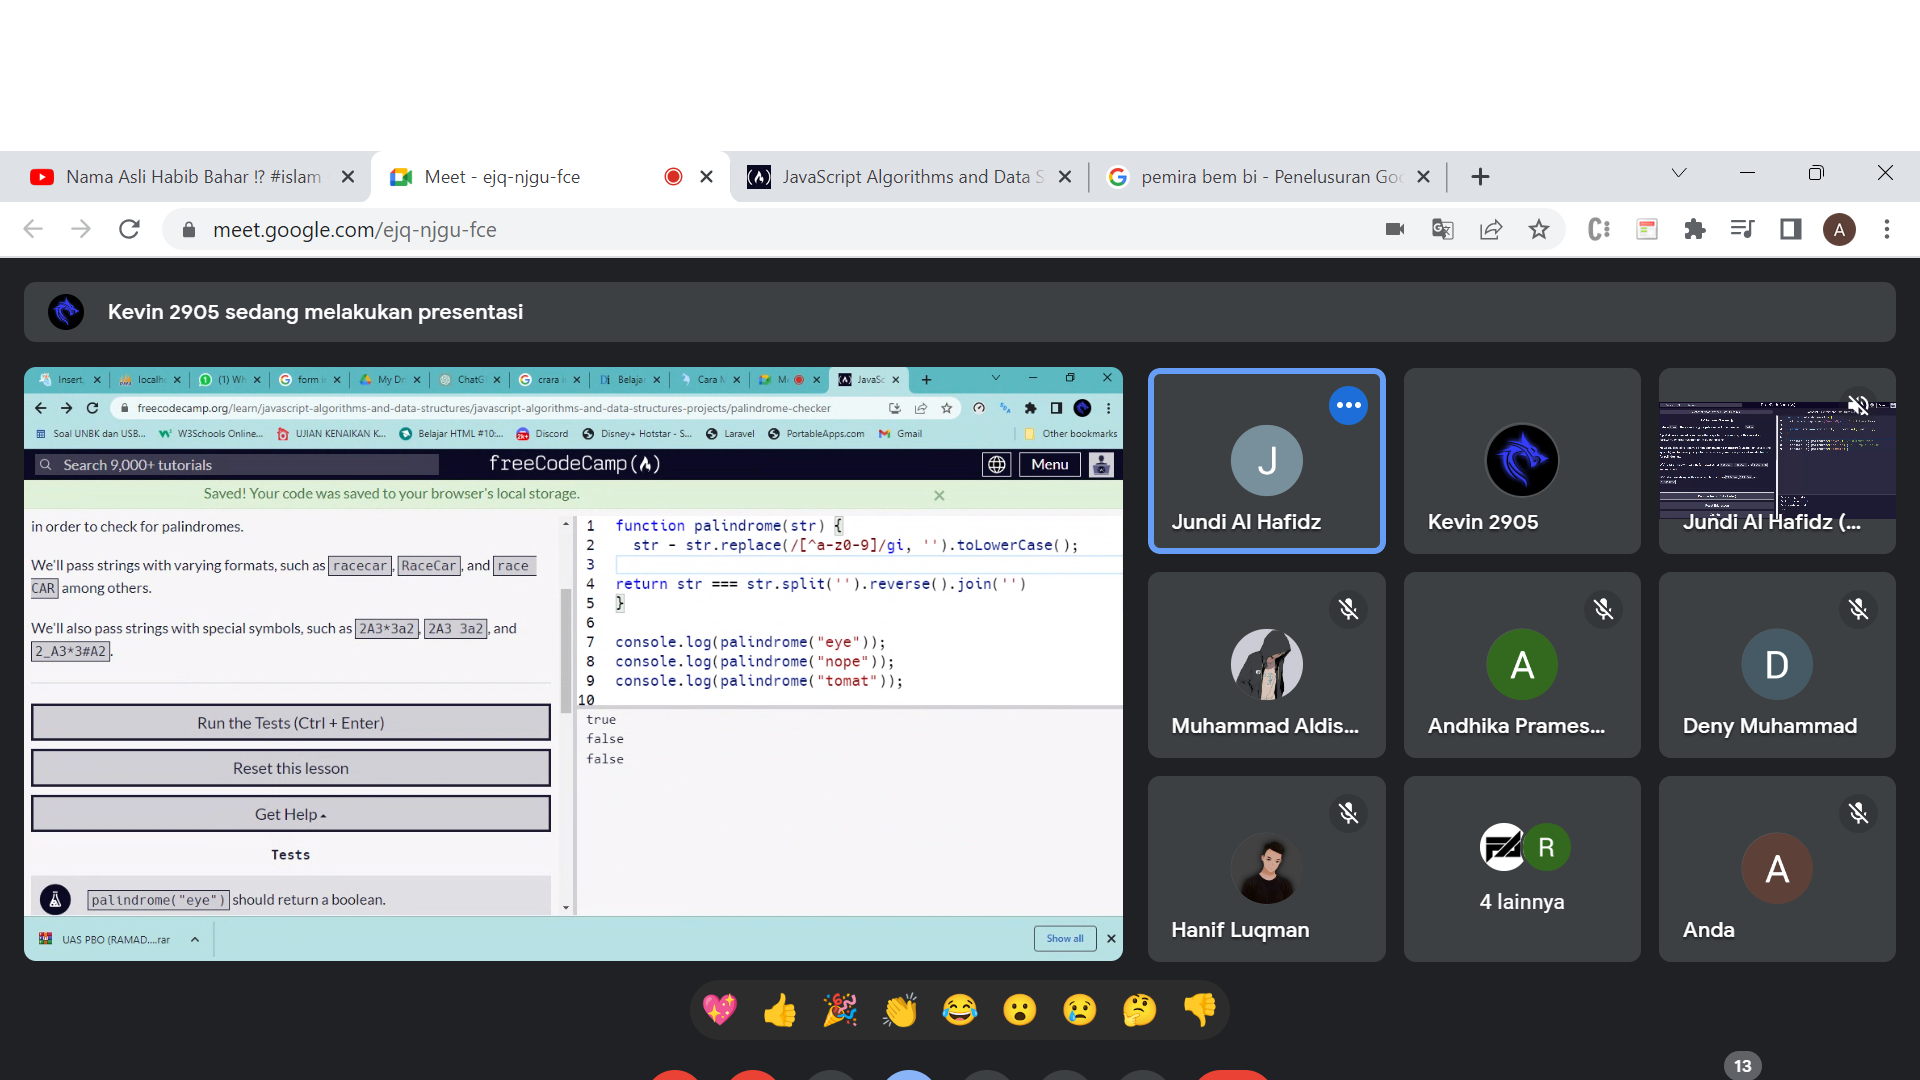 Nama Asli Habib Bahar !? #islam
Meet - ejq-njgu-fce
JavaScript Algorithms and Data S
pemira bem bi - Penelusuran Goo
meet.google.com/ejq-njgu-fce
A
Kevin 2905 sedang melakukan presentasi
Insert
localh
(1) Wh
form i
My Dr
ChatG
crara
Belaja
Cara M
JavaSc
freecodecamp.org/learn/javascript-algorithms-and-data-structures/javascript-algorithms-and-data-structures-projects/palindrome-checker
Soal UNBK dan USB...
W3Schools Online...
UJIAN KENAIKAN K...
Belajar HTML #10:...
Discord
Disney+ Hotstar - S...
Laravel
PortableApps.com
Gmail
Other bookmarks
Search 9,000+ tutorials
freeCodeCamp
Menu
Saved! Your code was saved to your browser's local storage.
in order to check for palindromes.
We'll pass strings with varying formats, such as racecar, RaceCar, and race
CAR among others.
We'll also pass strings with special symbols, such as 2A3*3a2, 2A3 3a2, and
2_A3*3#A2.
Run the Tests (Ctrl + Enter)
Reset this lesson
Get Help
Tests
palindrome("eye") should return a boolean.
1 function palindrome(str) {
2 str - str.replace(/[^a-z0-9]/gi, '').toLowerCase();
3
4 return str === str.split('').reverse().join('')
5 }
6
7 console.log(palindrome("eye"));
8 console.log(palindrome("nope"));
9 console.log(palindrome("tomat"));
10
true
false
false
UAS PBO (RAMAD....rar
Show all
J
Jundi Al Hafidz
Kevin 2905
Jundi Al Hafidz (...
Muhammad Aldis...
A
Andhika Prames...
D
Deny Muhammad
Hanif Luqman
R
4 lainnya
A
Anda
13